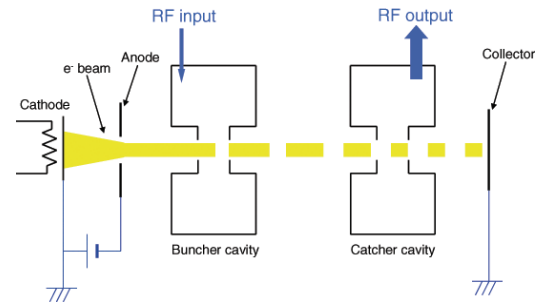 RF input
RF output
Anode
Collector
e⁻ beam
Cathode
Buncher cavity
Catcher cavity